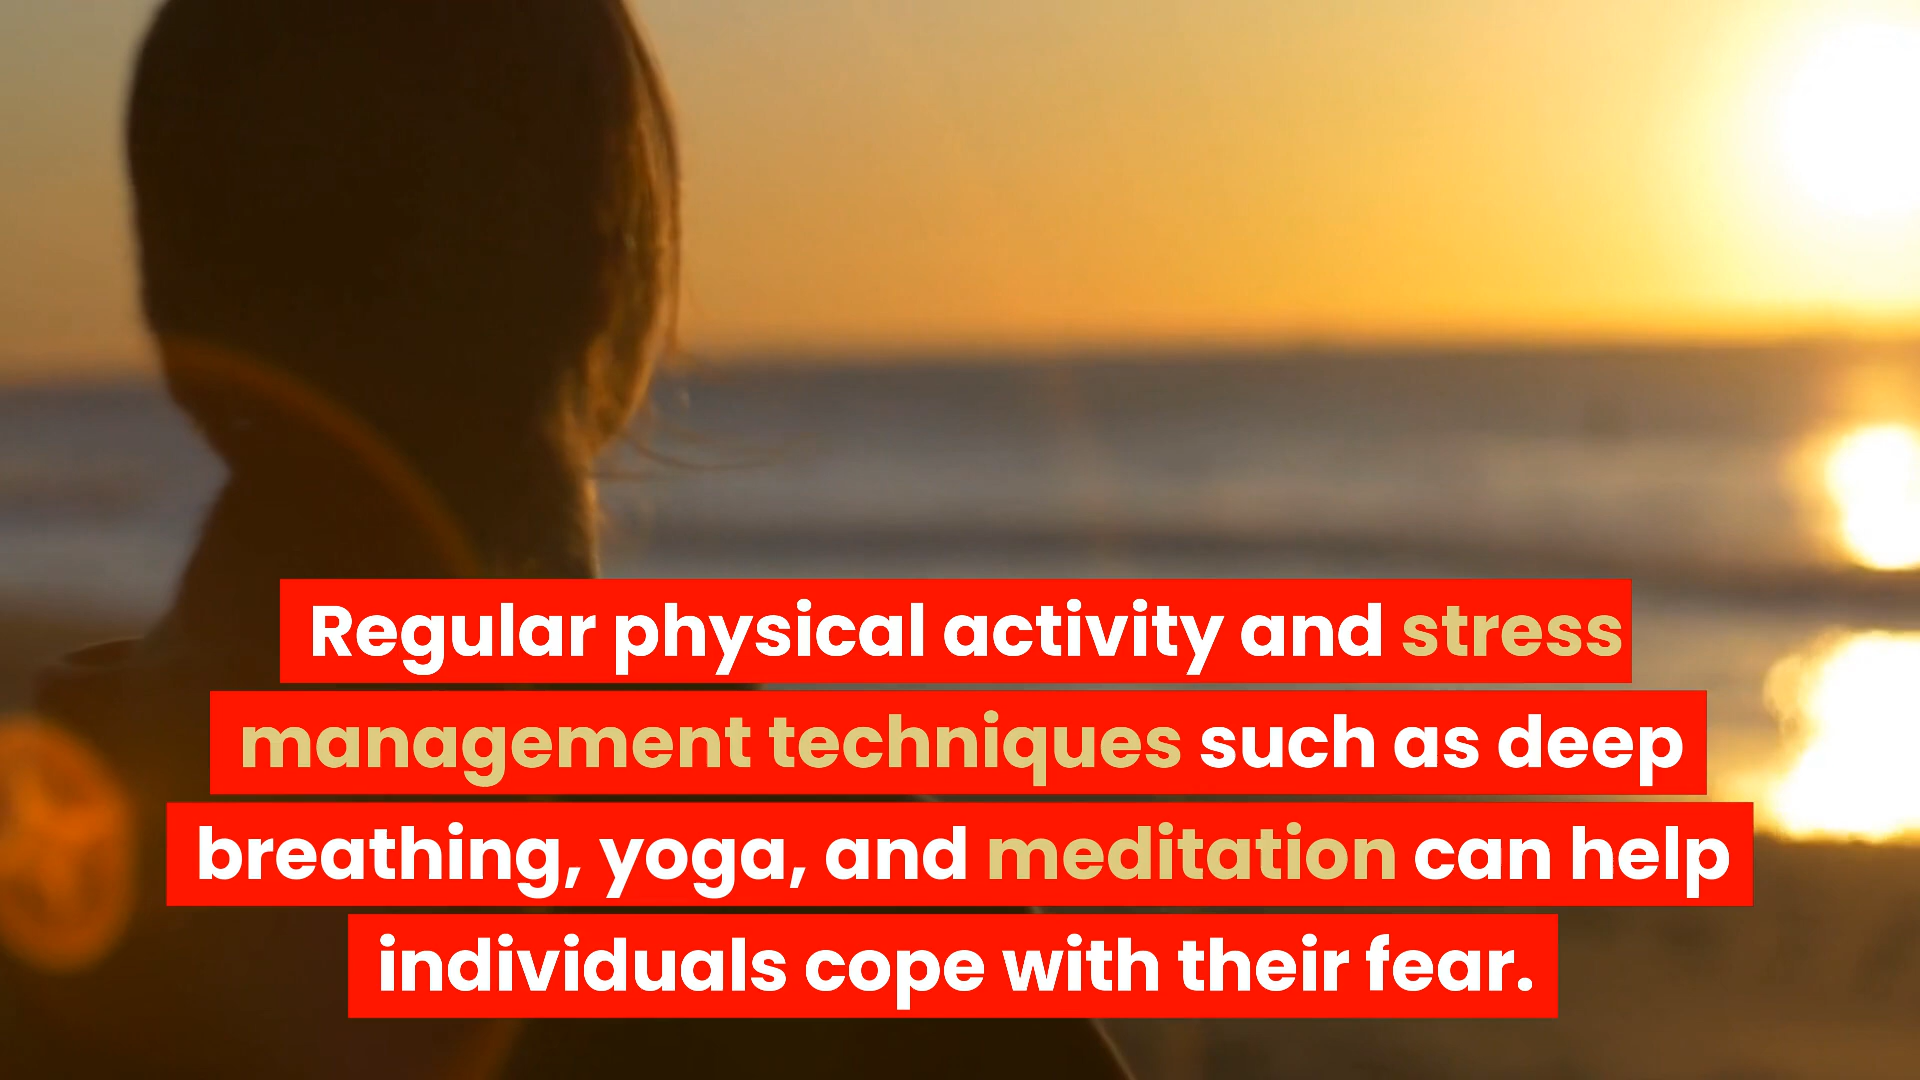 Regular physical activity and stress
management techniques such as deep
breathing, yoga, and meditation can help
individuals cope with their fear.